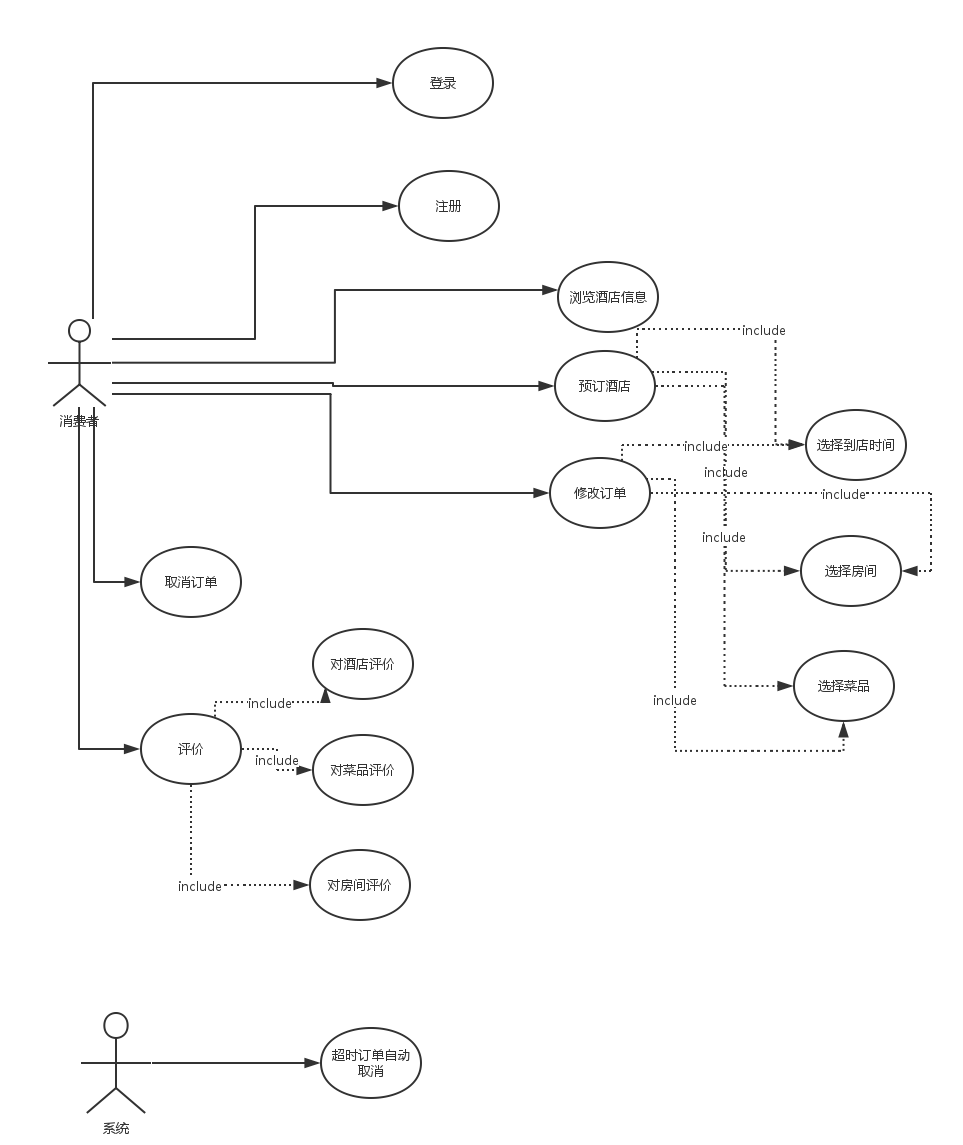 登录
注册
浏览酒店信息
include
预订酒店
消费者
include
选择到店时间
include
修改订单
include
include
选择房间
取消订单
对酒店评价
选择菜品
include
include
评价
include
对菜品评价
include
对房间评价
超时订单自动
取消
系统